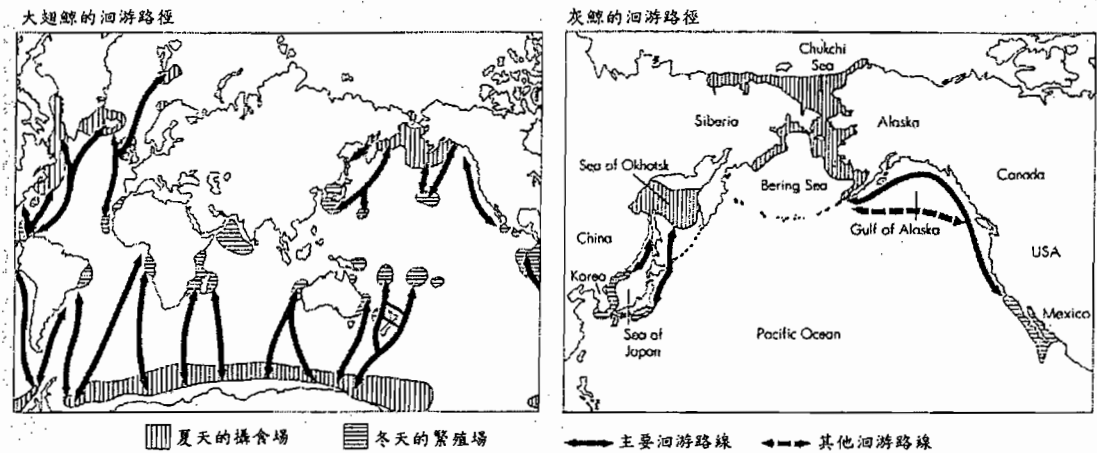 大翅鯨的洄游路徑
灰鯨的洄游路徑
Chukchi
Sea
Siberia
Alaska
Sea of Okhotsk
Bering Sea
Canada
Gulf of Alaska
China
USA
Korea
Mexico
Sea of
Japan
Pacific Ocean
夏天的攝食場
冬天的繁殖場
主要洄游路線
其他洄游路線